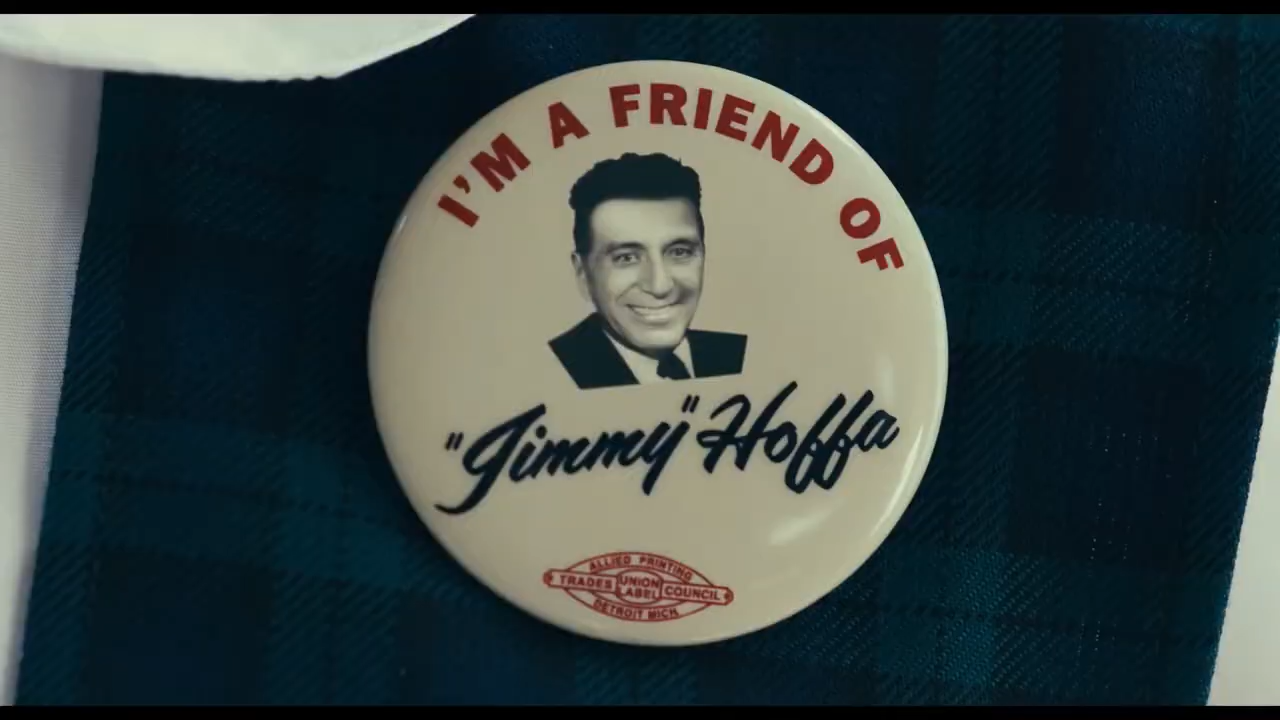 I'M A FRIEND OF
"Jimmy" Hoffa
ALLIED PRINTING
TRADES UNION LABEL COUNCIL
DETROIT MICH.